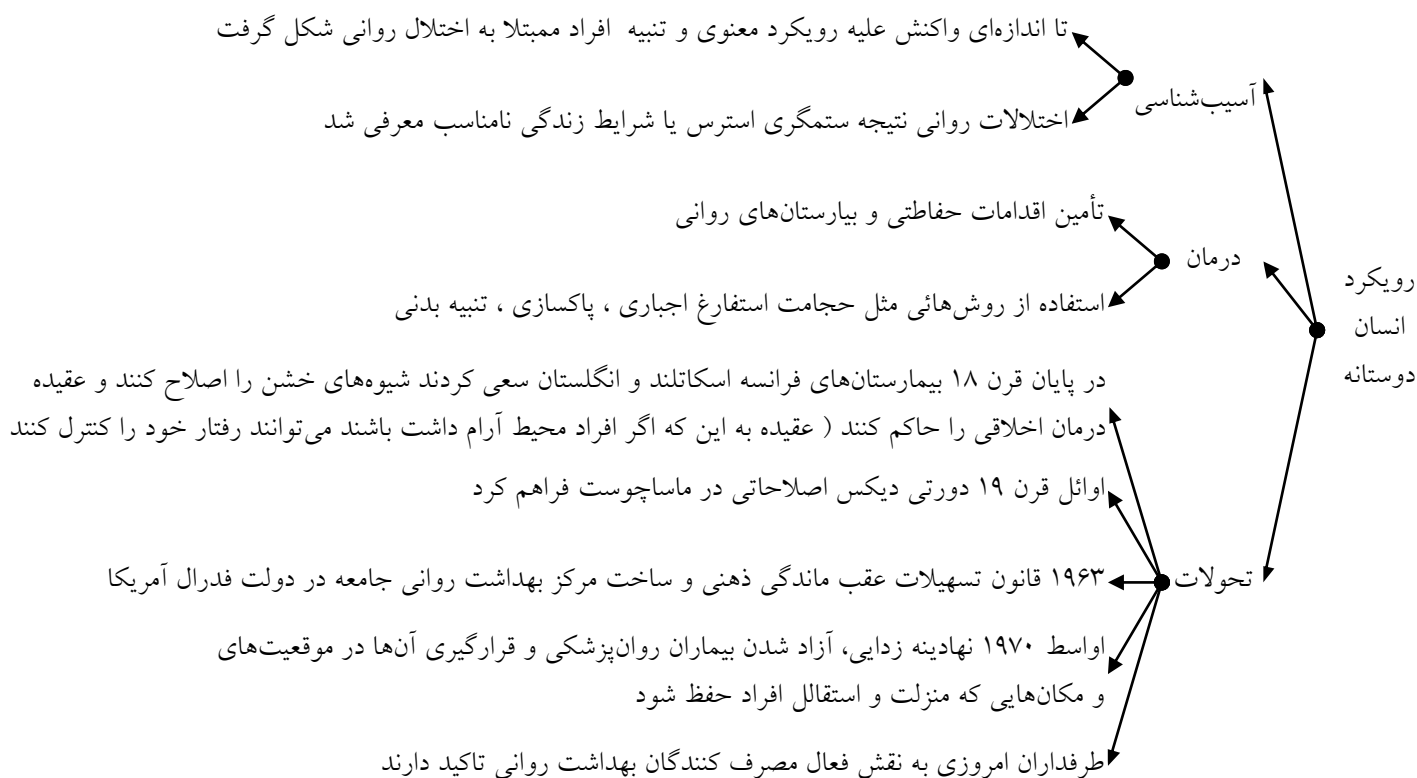 تا اندازه‌ای واکنش علیه رویکرد معنوی و تنبیه افراد ممبتلا به اختلال روانی شکل گرفت
آسیب‌شناسی
اختلالات روانی نتیجه ستمگری استرس یا شرایط زندگی نامناسب معرفی شد
تأمین اقدامات حفاطتی و بیارستان‌های روانی
درمان
استفاده از روش‌هائی مثل حجامت استفارغ اجباری ، پاکسازی ، تنبیه بدنی
رویکرد
انسان
دوستانه
در پایان قرن ۱۸ بیمارستان‌های فرانسه اسکاتلند و انگلستان سعی کردند شیوه‌های خشن را اصلاح کنند و عقیده
درمان اخلاقی را حاکم کنند ( عقیده به این که اگر افراد محیط آرام داشت باشند می‌توانند رفتار خود را کنترل کنند
اوائل قرن ۱۹ دورتی دیکس اصلاحاتی در ماساچوست فراهم کرد
تحولات
۱۹۶۳ قانون تسهیلات عقب ماندگی ذهنی و ساخت مرکز بهداشت روانی جامعه در دولت فدرال آمریکا
اواسط ۱۹۷۰ نهادینه زدایی، آزاد شدن بیماران روان‌پزشکی و قرارگیری آن‌ها در موقعیت‌های
و مکان‌هایی که منزلت و استقالل افراد حفظ شود
طرفداران امروزی به نقش فعال مصرف کنندگان بهداشت روانی تاکید دارند